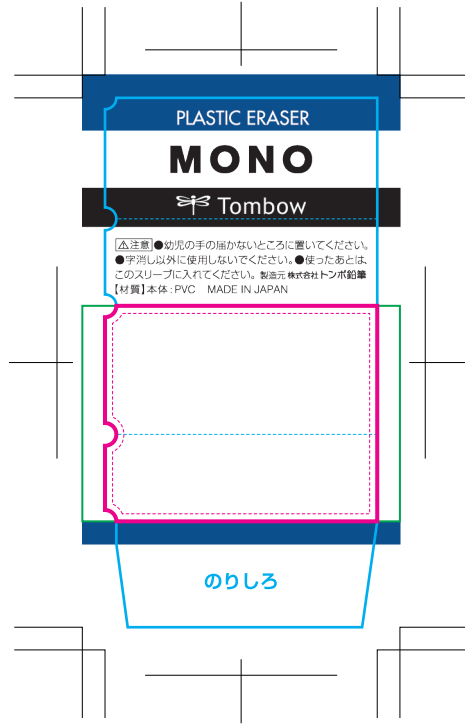 PLASTIC ERASER
MONO
Tombow
⚠注意 ●幼児の手の届かないところに置いてください。
●字消し以外に使用しないでください。●使ったあとは、
このスリーブに入れてください。 製造元 株式会社トンボ鉛筆
【材質】本体:PVC MADE IN JAPAN
のりしろ